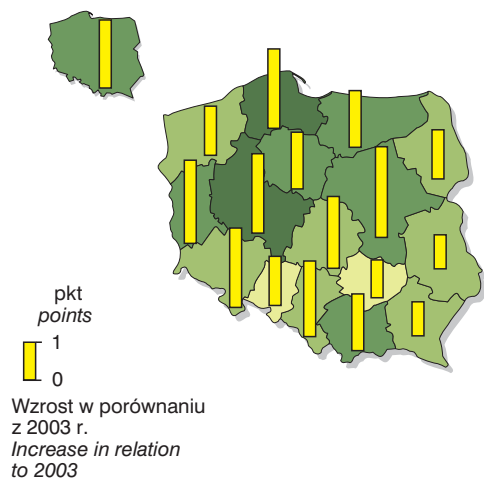 pkt
points
1
0
Wzrost w porównaniu
z 2003 r.
Increase in relation
to 2003